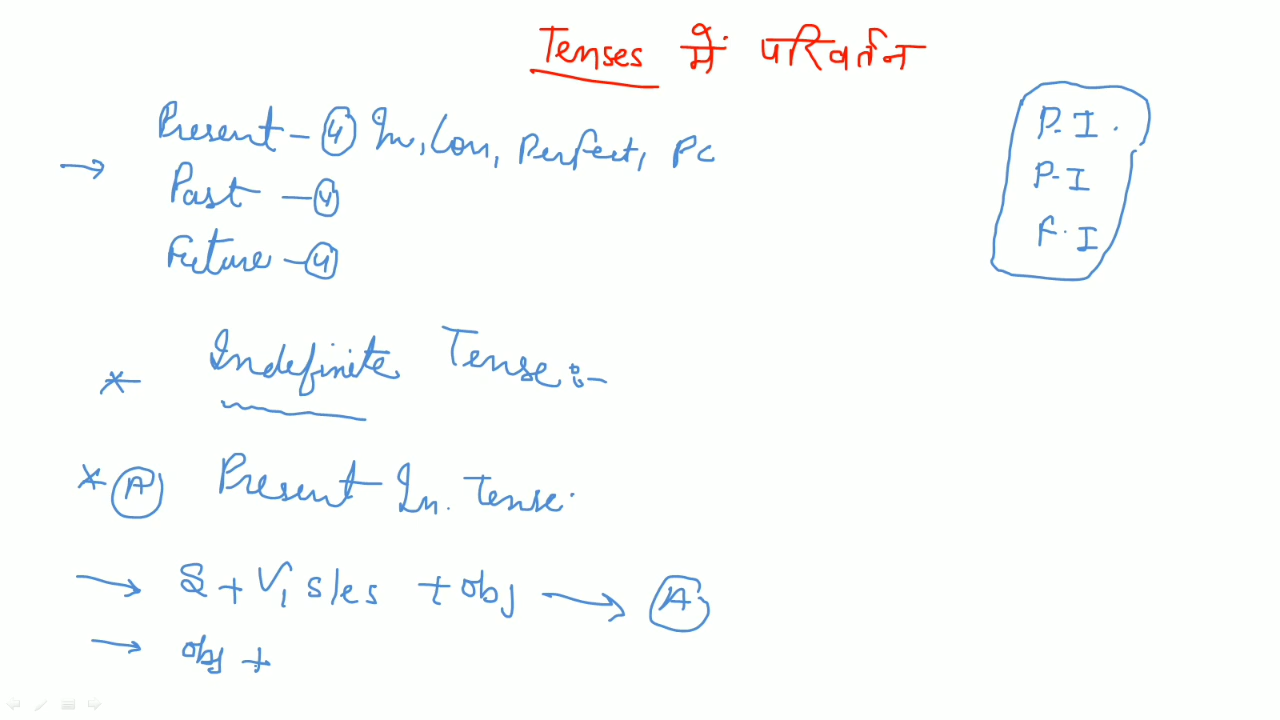 Tenses में परिवर्तन
Present - 4 In, Con, Perfect, PC
→ Past - 4
Future - 4
P.I.
P-I
F.I
* Indefinite Tense :-
* A Present In. Tense.
→ S + V1 s/es + obj → A
→ obj +